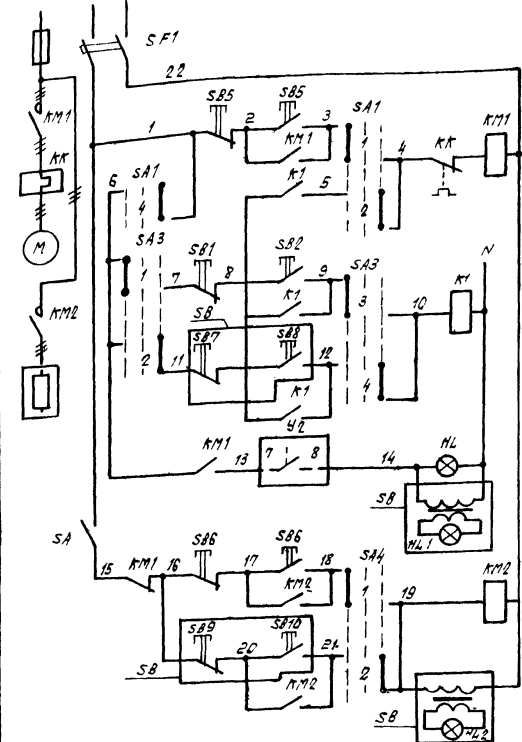 SF1
22
SB5
SB5
SA1
KM1
KM1
1
2
3
1
4
KK
KM1
KK
6
SA1
K1
5
4
2
M
SA3
SB1
SB2
SA3
N
1
7
8
9
3
10
K1
K1
SB
KM2
SB7
SB8
2
11
12
4
K1
У2
KM1
HL
13
7
8
14
SB
SA
HL1
15
KM1
16
SB6
17
SB6
18
SA4
KM2
KM2
1
19
SB9
SB10
20
21
SB
2
KM2
SB
HL2